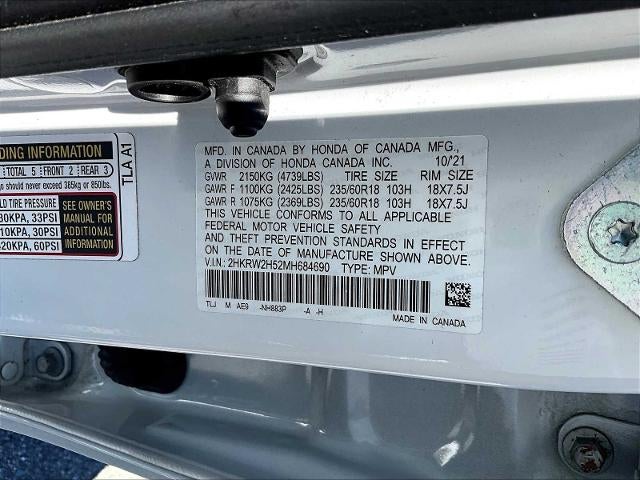 DING INFORMATION
TOTAL 5 FRONT 2 REAR 3
go should never exceed 385kg or 850lbs.
LD TIRE PRESSURE
30KPA, 33PSI
10KPA, 30PSI
420KPA, 60PSI
SEE OWNER'S
MANUAL FOR
ADDITIONAL
INFORMATION
TLA A1
MFD. IN CANADA BY HONDA OF CANADA MFG.,
A DIVISION OF HONDA CANADA INC. 10/21
GVWR 2150KG (4739LBS) TIRE SIZE RIM SIZE
GAWR F 1100KG (2425LBS) 235/60R18 103H 18X7.5J
GAWR R 1075KG (2369LBS) 235/60R18 103H 18X7.5J
THIS VEHICLE CONFORMS TO ALL APPLICABLE
FEDERAL MOTOR VEHICLE SAFETY
AND THEFT PREVENTION STANDARDS IN EFFECT
ON THE DATE OF MANUFACTURE SHOWN ABOVE.
V.I.N.: 2HKRW2H52MH684690 TYPE: MPV
TLJ M AE9 -NH883P -A -H
MADE IN CANADA